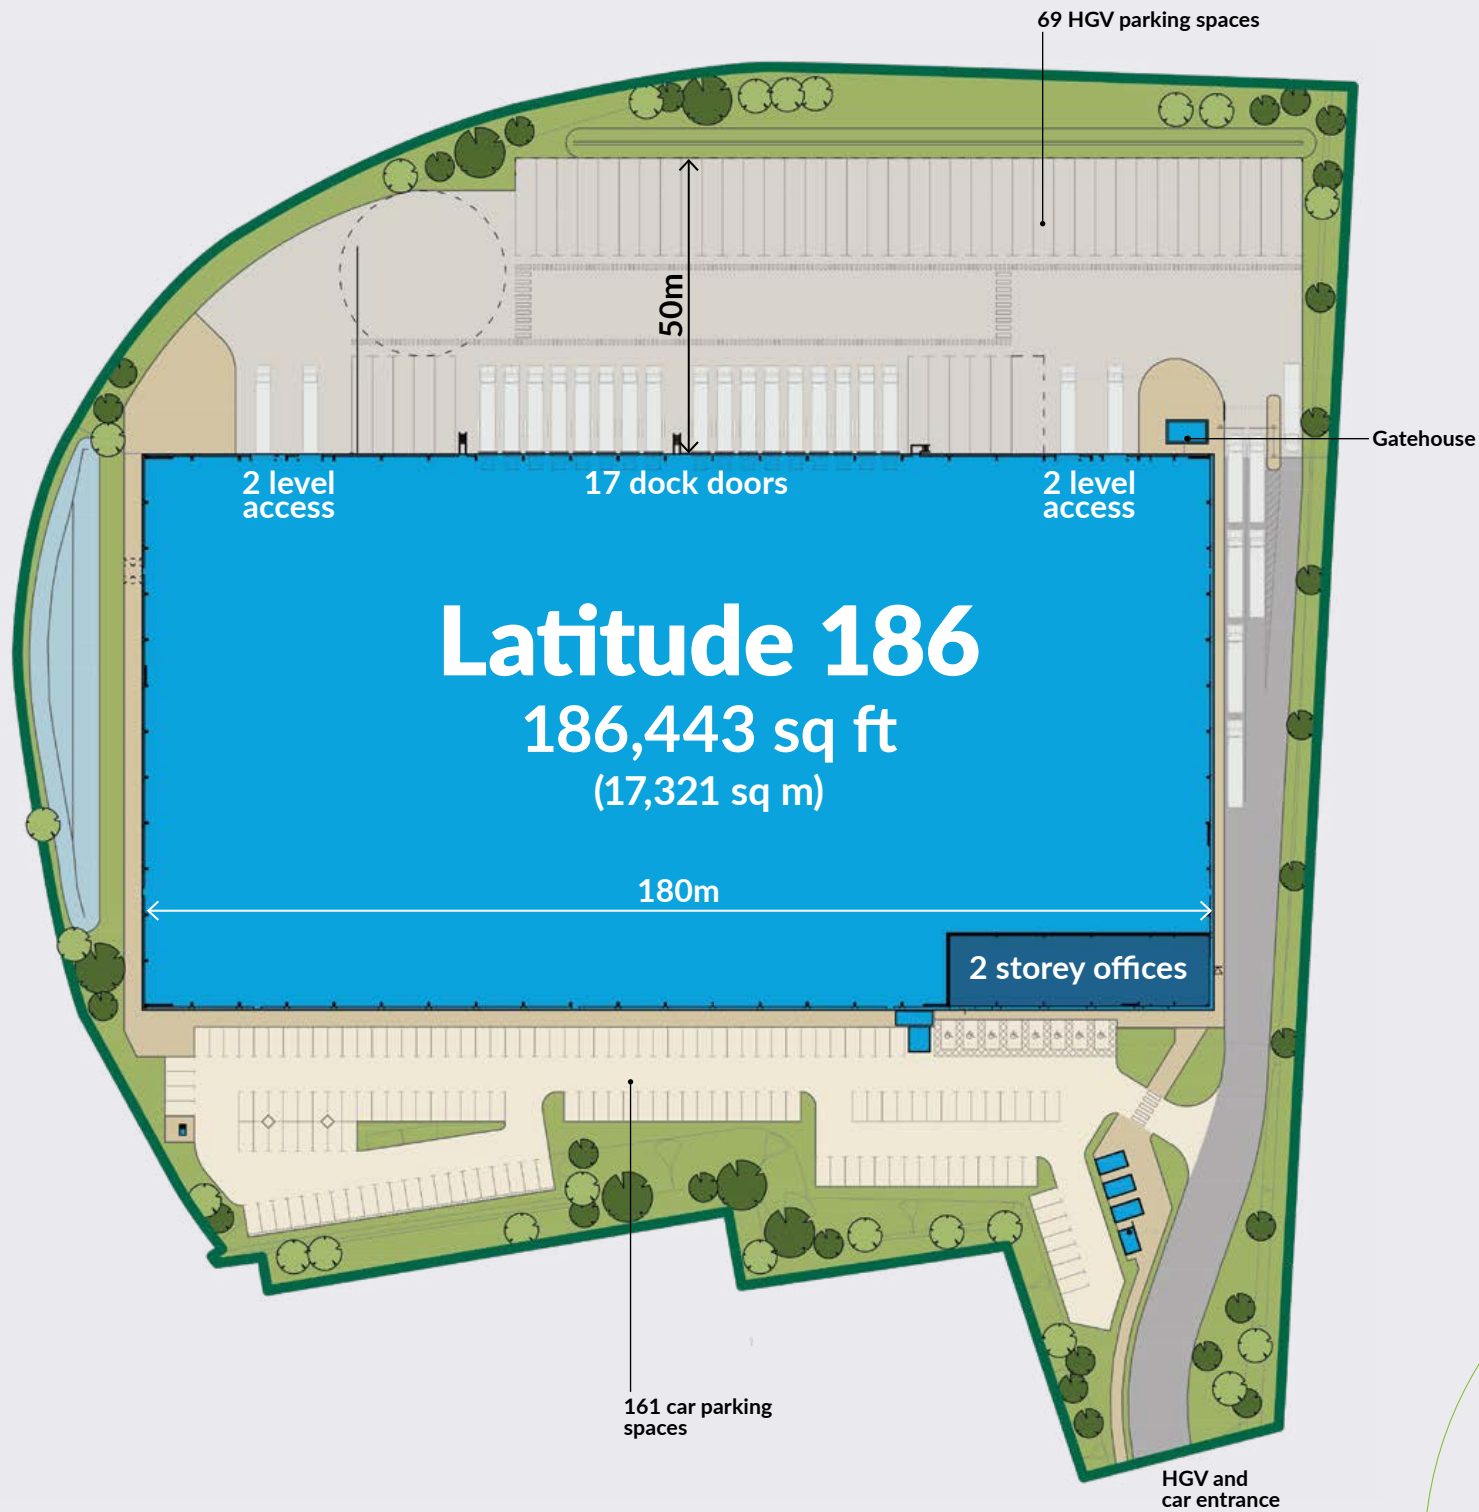 69 HGV parking spaces
50m
Gatehouse
2 level
access
17 dock doors
2 level
access
Latitude 186
186,443 sq ft
(17,321 sq m)
180m
2 storey offices
161 car parking
spaces
HGV and
car entrance